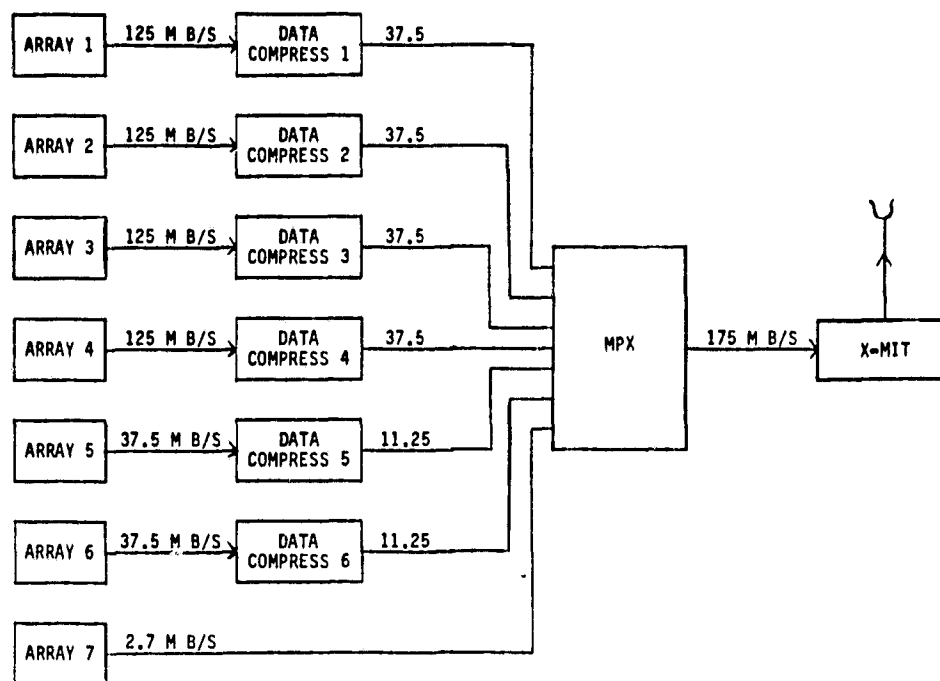 ARRAY 1
125 M B/S
DATA
COMPRESS 1
37.5
ARRAY 2
125 M B/S
DATA
COMPRESS 2
37.5
ARRAY 3
125 M B/S
DATA
COMPRESS 3
37.5
ARRAY 4
125 M B/S
DATA
COMPRESS 4
37.5
MPX
175 M B/S
X=MIT
ARRAY 5
37.5 M B/S
DATA
COMPRESS 5
11.25
ARRAY 6
37.5 M B/S
DATA
COMPRESS 6
11.25
ARRAY 7
2.7 M B/S